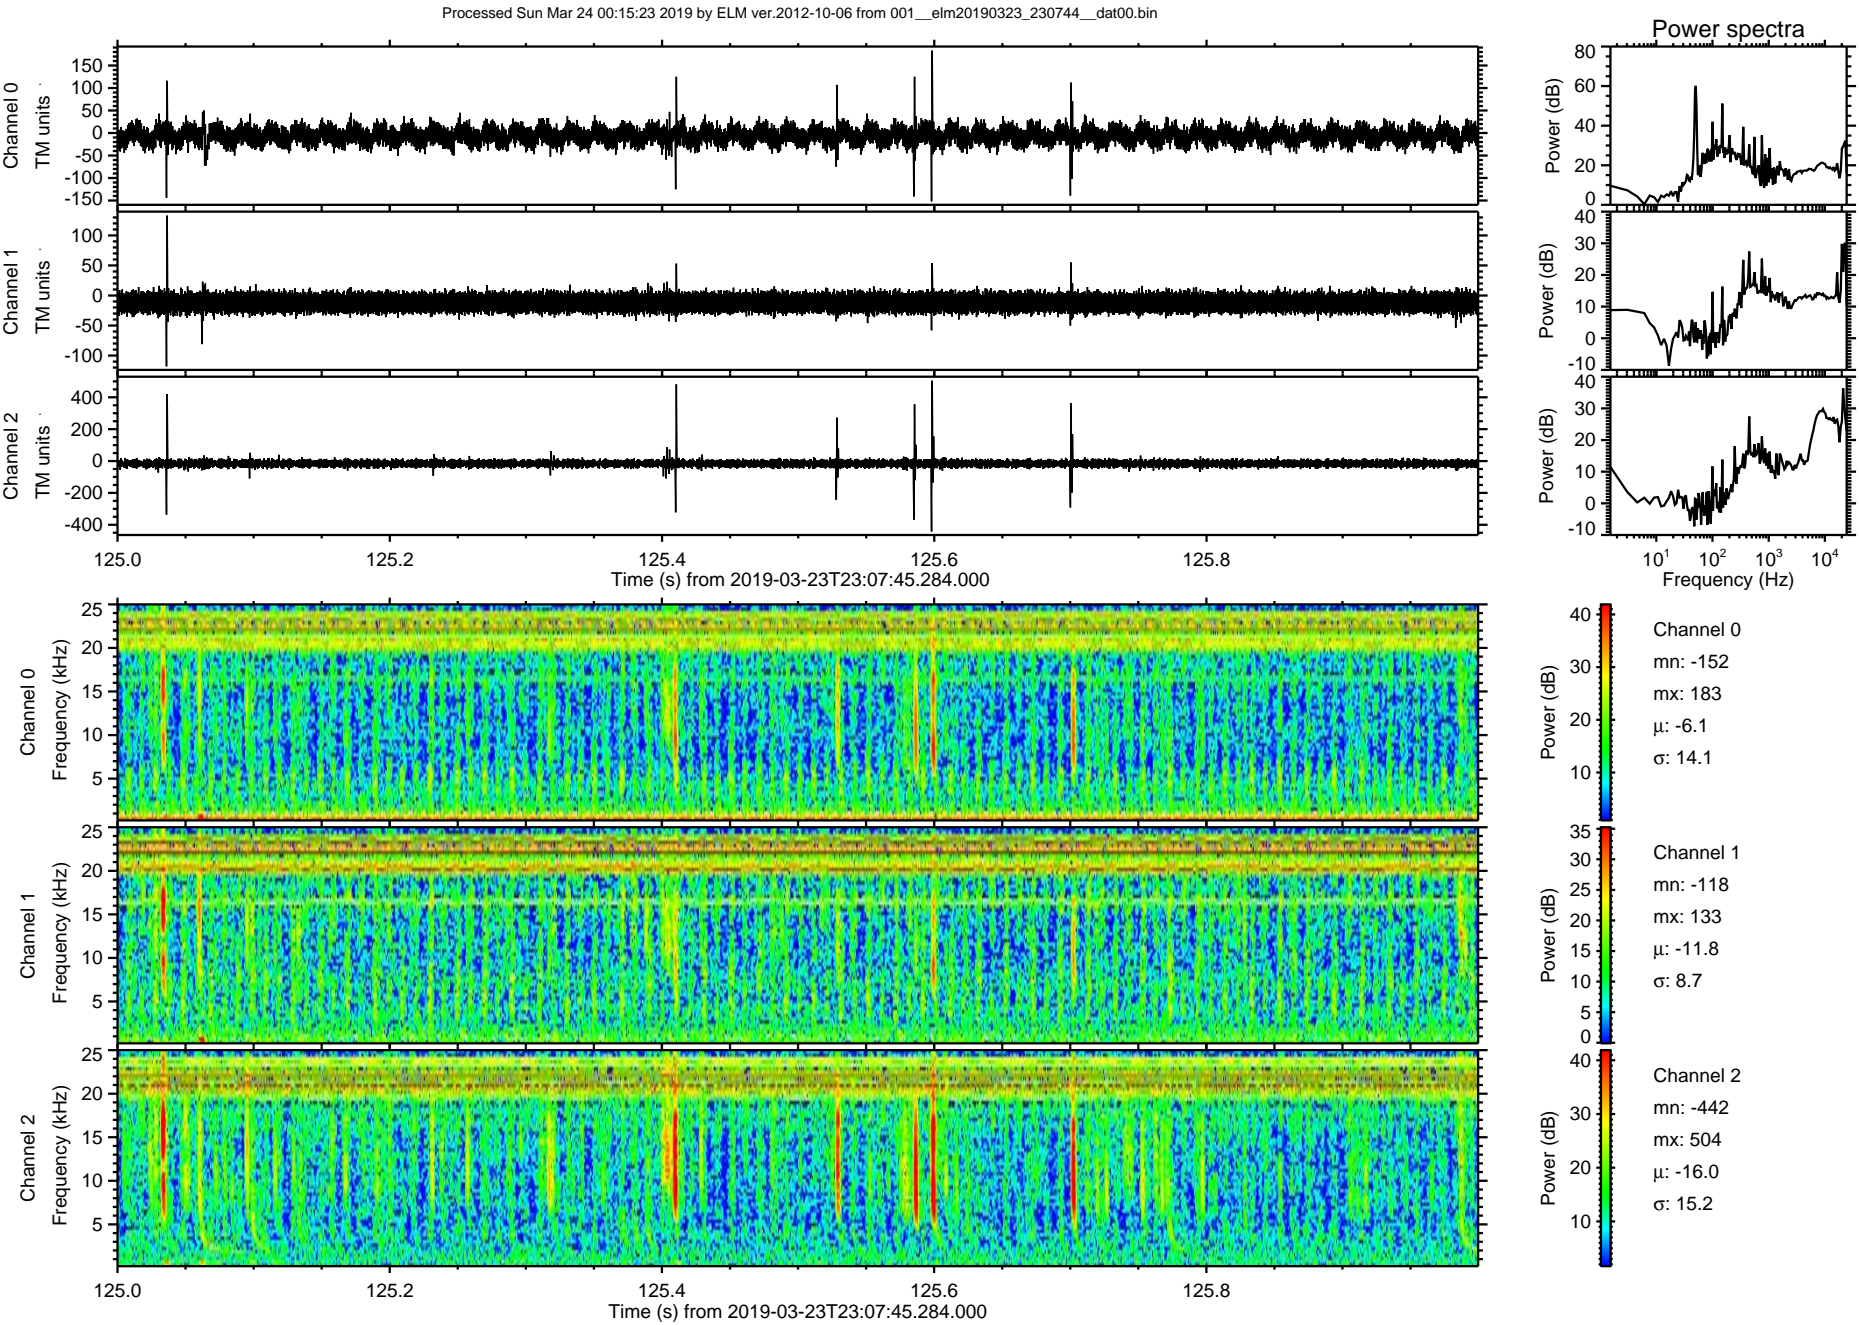 Processed Sun Mar 24 00:15:23 2019 by ELM ver.2012-10-06 from 001__elm20190323_230744__dat00.bin
Power spectra
Channel 0
TM units
150
100
50
0
-50
-100
-150
Power (dB)
80
60
40
20
0
Channel 1
TM units
100
50
0
-50
-100
Power (dB)
40
30
20
10
0
-10
Channel 2
TM units
400
200
0
-200
-400
Power (dB)
40
30
20
10
0
-10
125.0 125.2 125.4 125.6 125.8
Time (s) from 2019-03-23T23:07:45.284.000
10¹ 10² 10³ 10⁴
Frequency (Hz)
Channel 0
Frequency (kHz)
25
20
15
10
5
Power (dB)
40
30
20
10
Channel 0
mn: -152
mx: 183
μ: -6.1
σ: 14.1
Channel 1
Frequency (kHz)
25
20
15
10
5
Power (dB)
35
30
25
20
15
10
5
0
Channel 1
mn: -118
mx: 133
μ: -11.8
σ: 8.7
Channel 2
Frequency (kHz)
25
20
15
10
5
Power (dB)
40
30
20
10
Channel 2
mn: -442
mx: 504
μ: -16.0
σ: 15.2
125.0 125.2 125.4 125.6 125.8
Time (s) from 2019-03-23T23:07:45.284.000